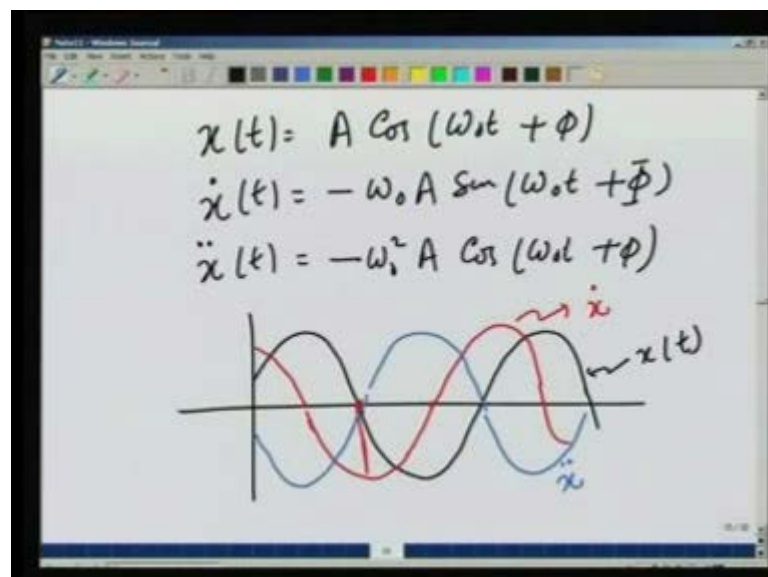 x(t)= A Cos (ω₀t + φ)
ẋ(t) = - ω₀ A Sin (ω₀t + Φ)
ẍ(t) = -ω₀² A Cos (ω₀t + φ)
ẋ
x(t)
ẍ